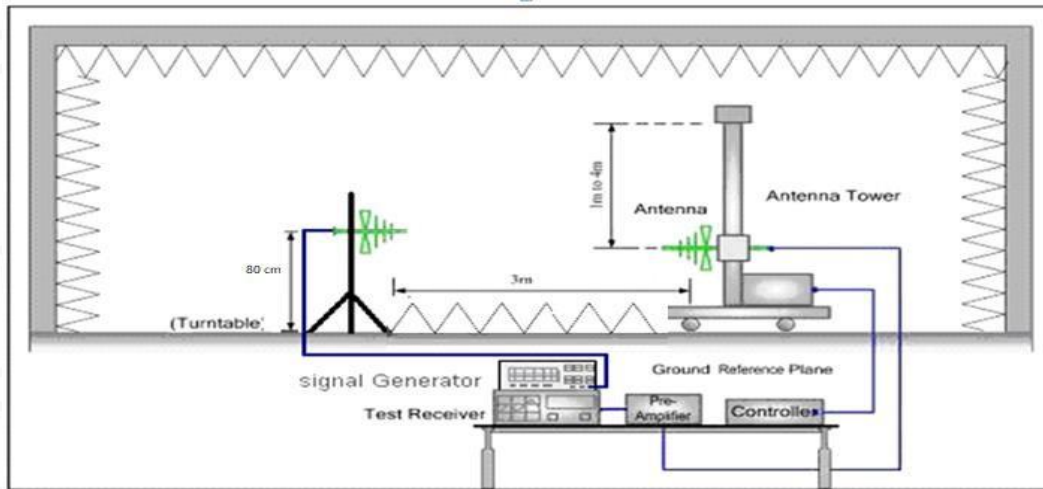 1m to 4m
Antenna Tower
Antenna
80 cm
3m
(Turntable)
Ground Reference Plane
signal Generator
Test Receiver
Pre-
Amplifier
Controller